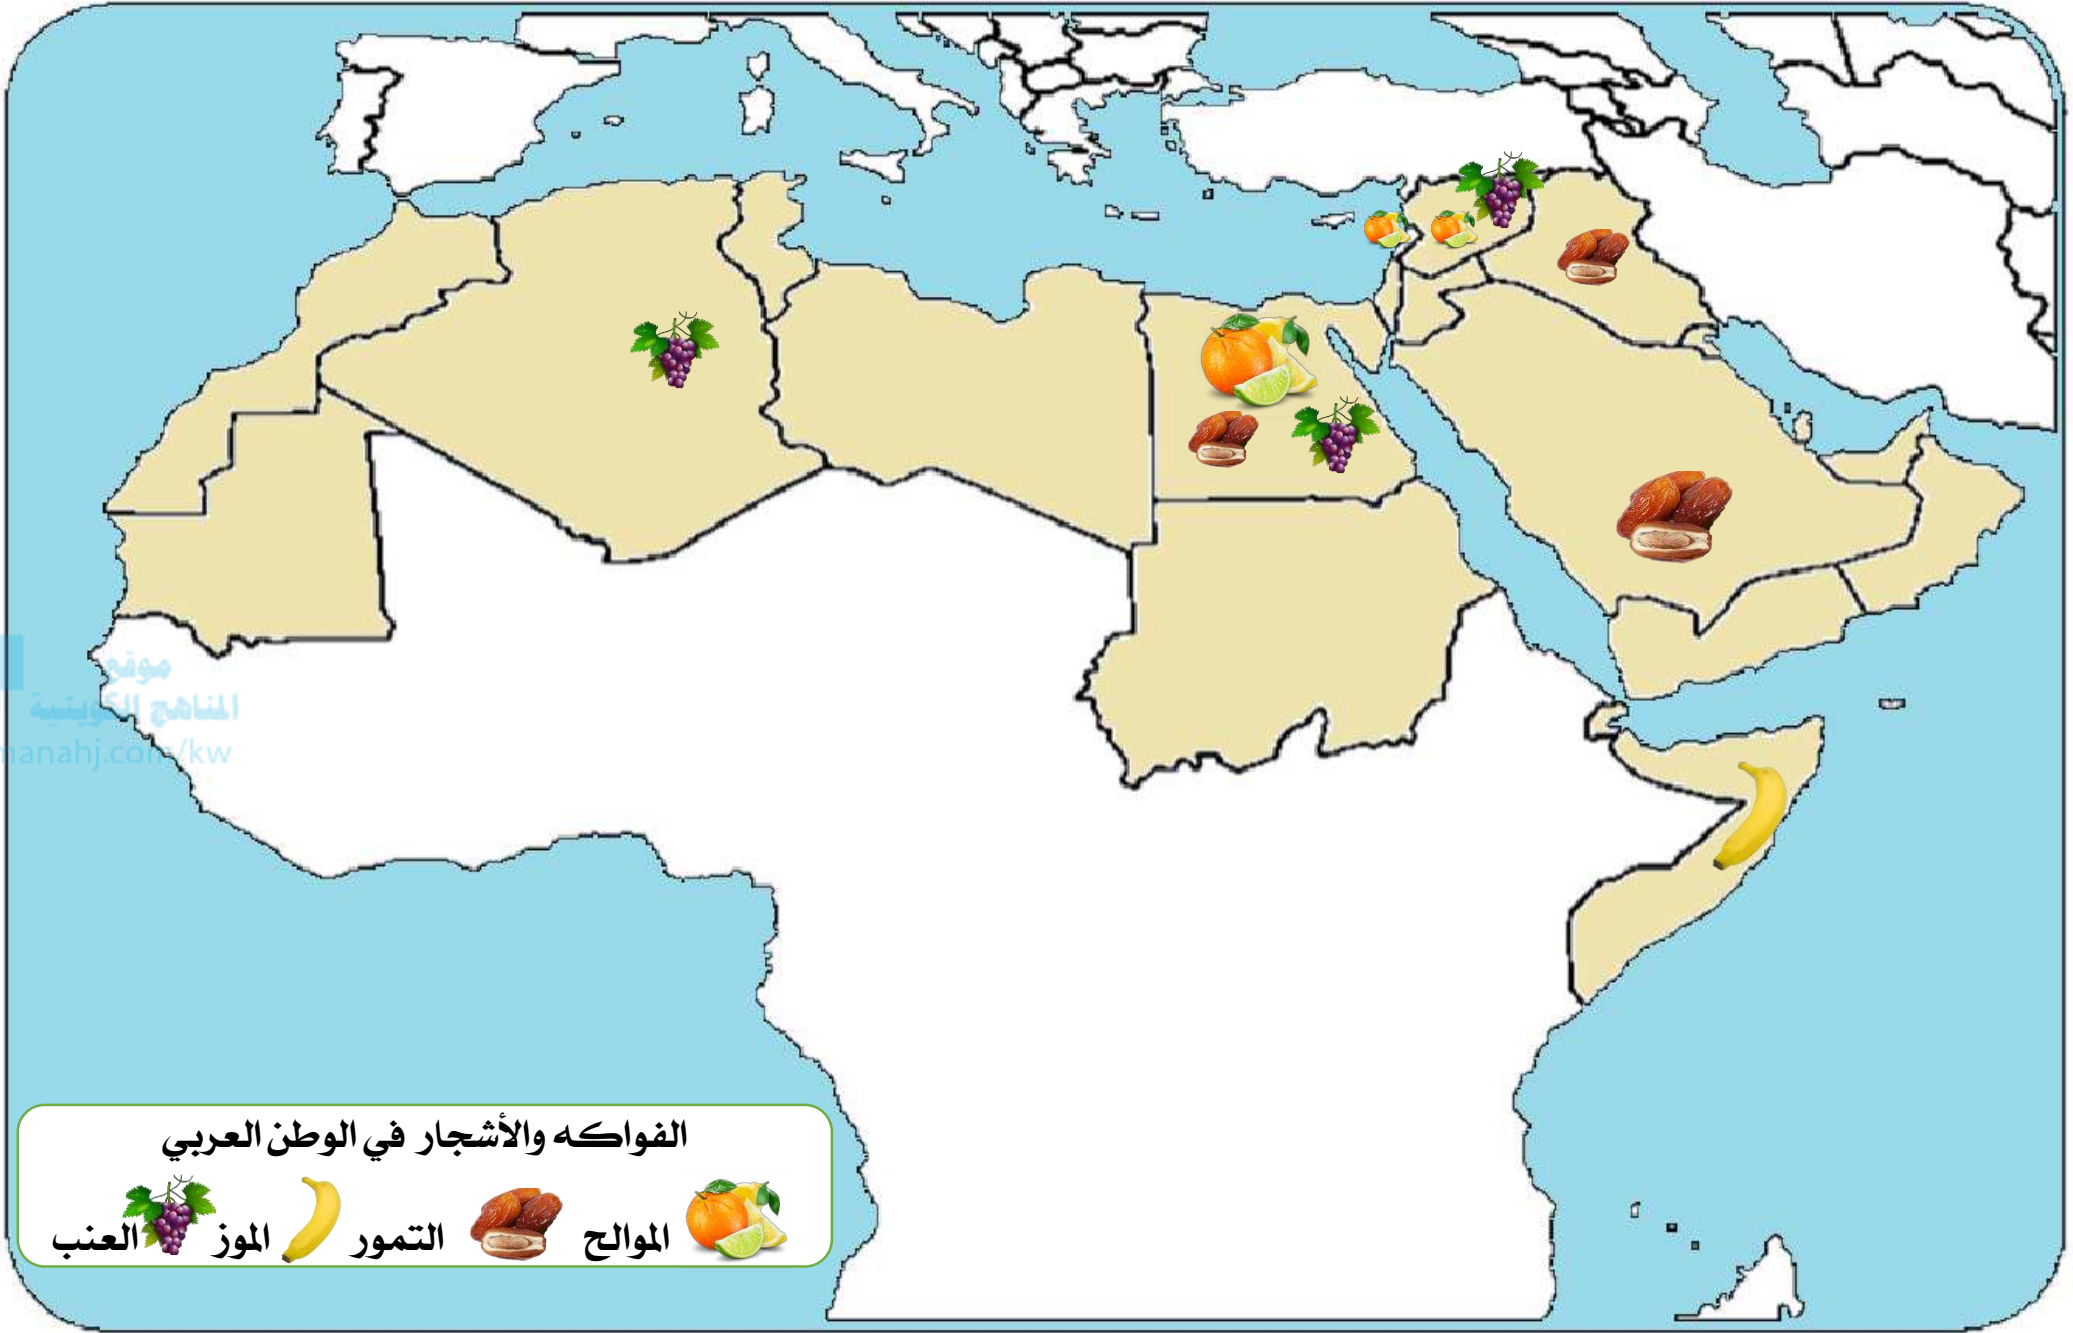 موقع
المناهج الكويتية
manahj.com/kw
الفواكه والأشجار في الوطن العربي
الموالح التمور الموز العنب